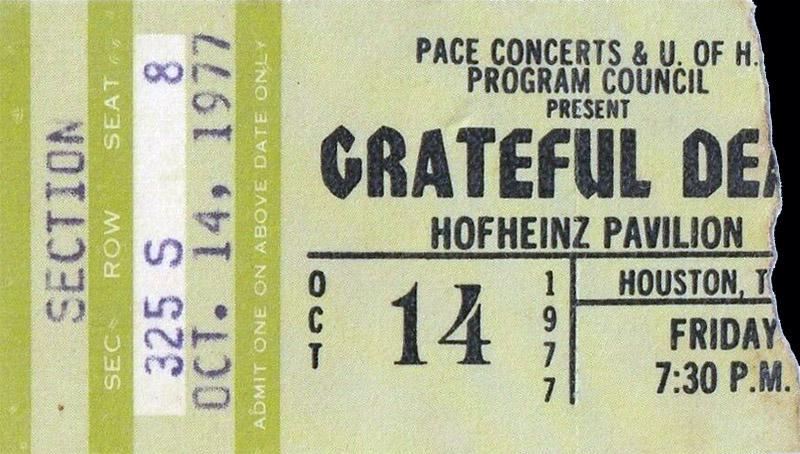 SECTION
SEC ROW SEAT
325 S 8
OCT. 14, 1977
ADMIT ONE ON ABOVE DATE ONLY
PACE CONCERTS & U. OF H.
PROGRAM COUNCIL
PRESENT
GRATEFUL DEA
HOFHEINZ PAVILION
OCT 14 1977
HOUSTON, T
FRIDAY
7:30 P.M.